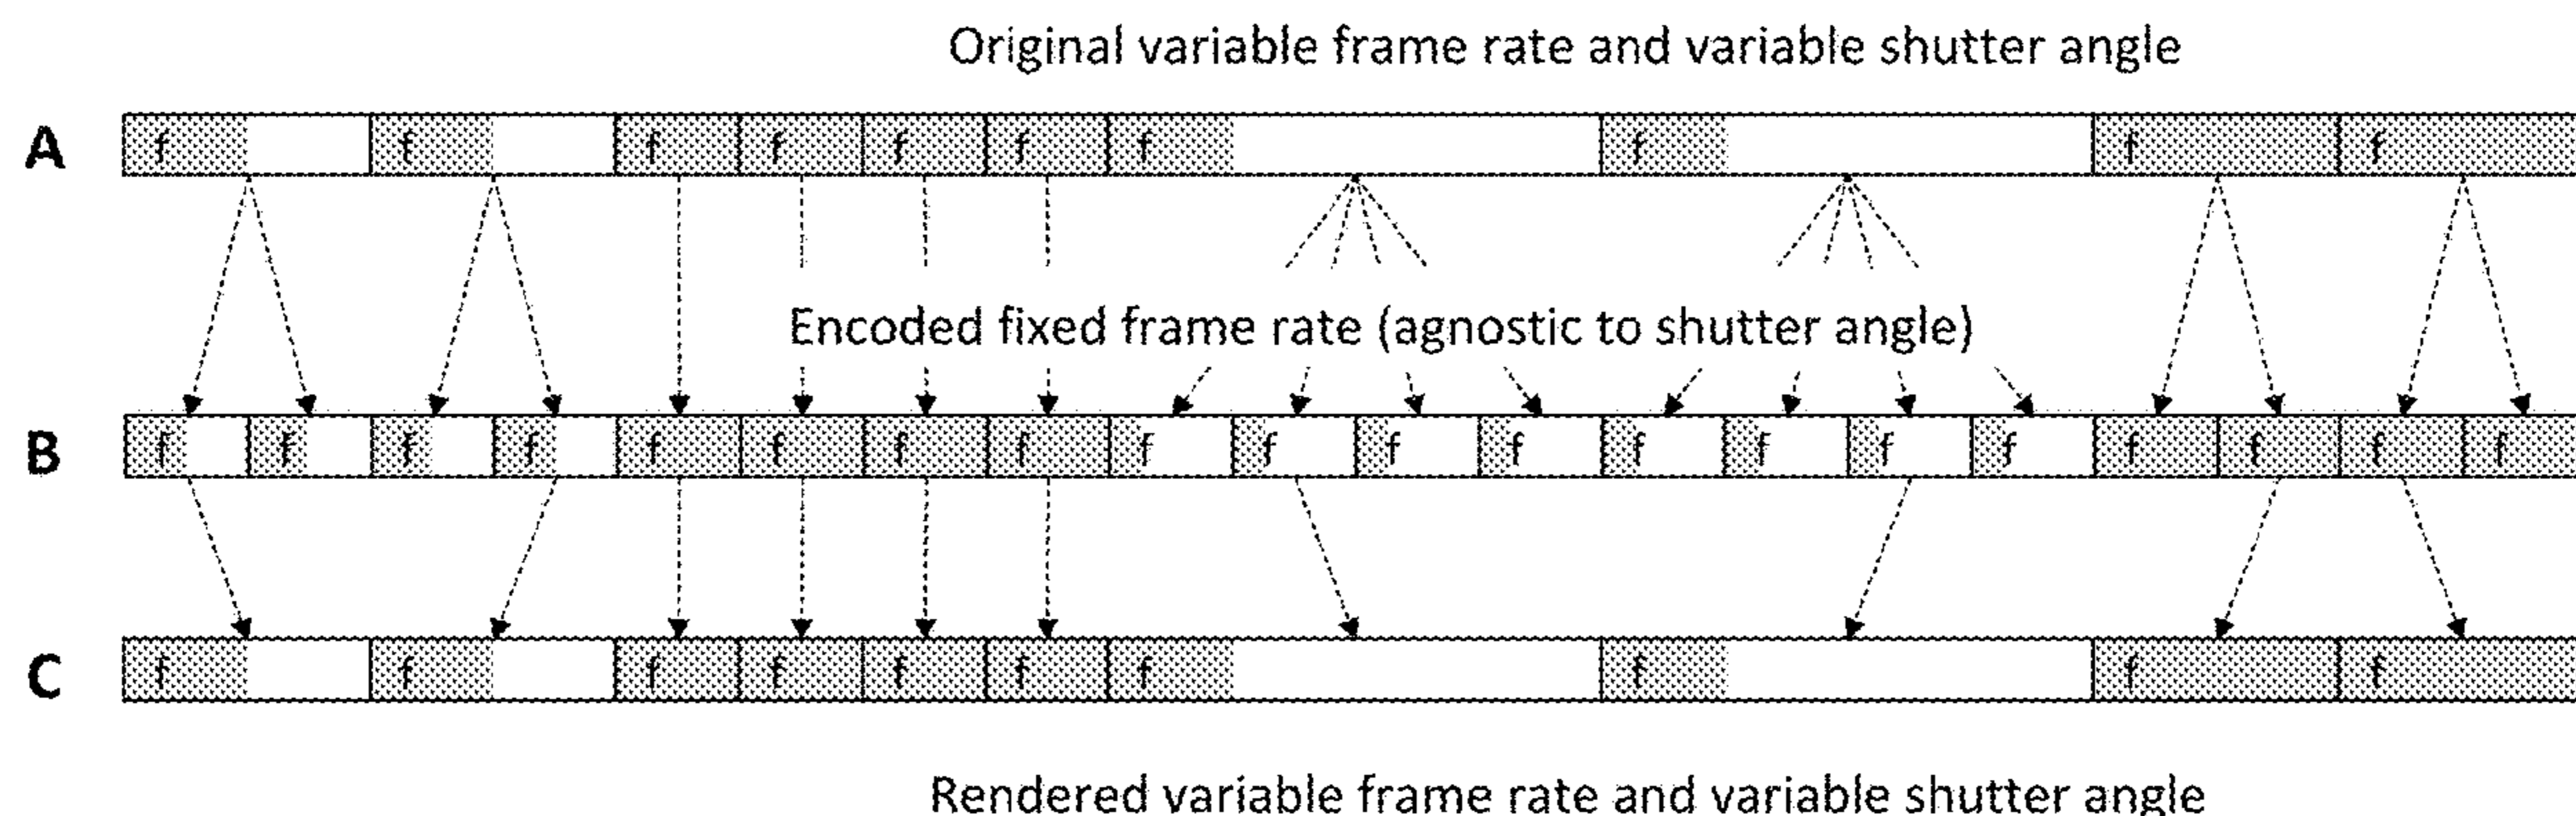 Original variable frame rate and variable shutter angle
A f f f f f f f f f f
Encoded fixed frame rate (agnostic to shutter angle)
B f f f f f f f f f f f f f f f f f f f f
C f f f f f f f f f f
Rendered variable frame rate and variable shutter angle